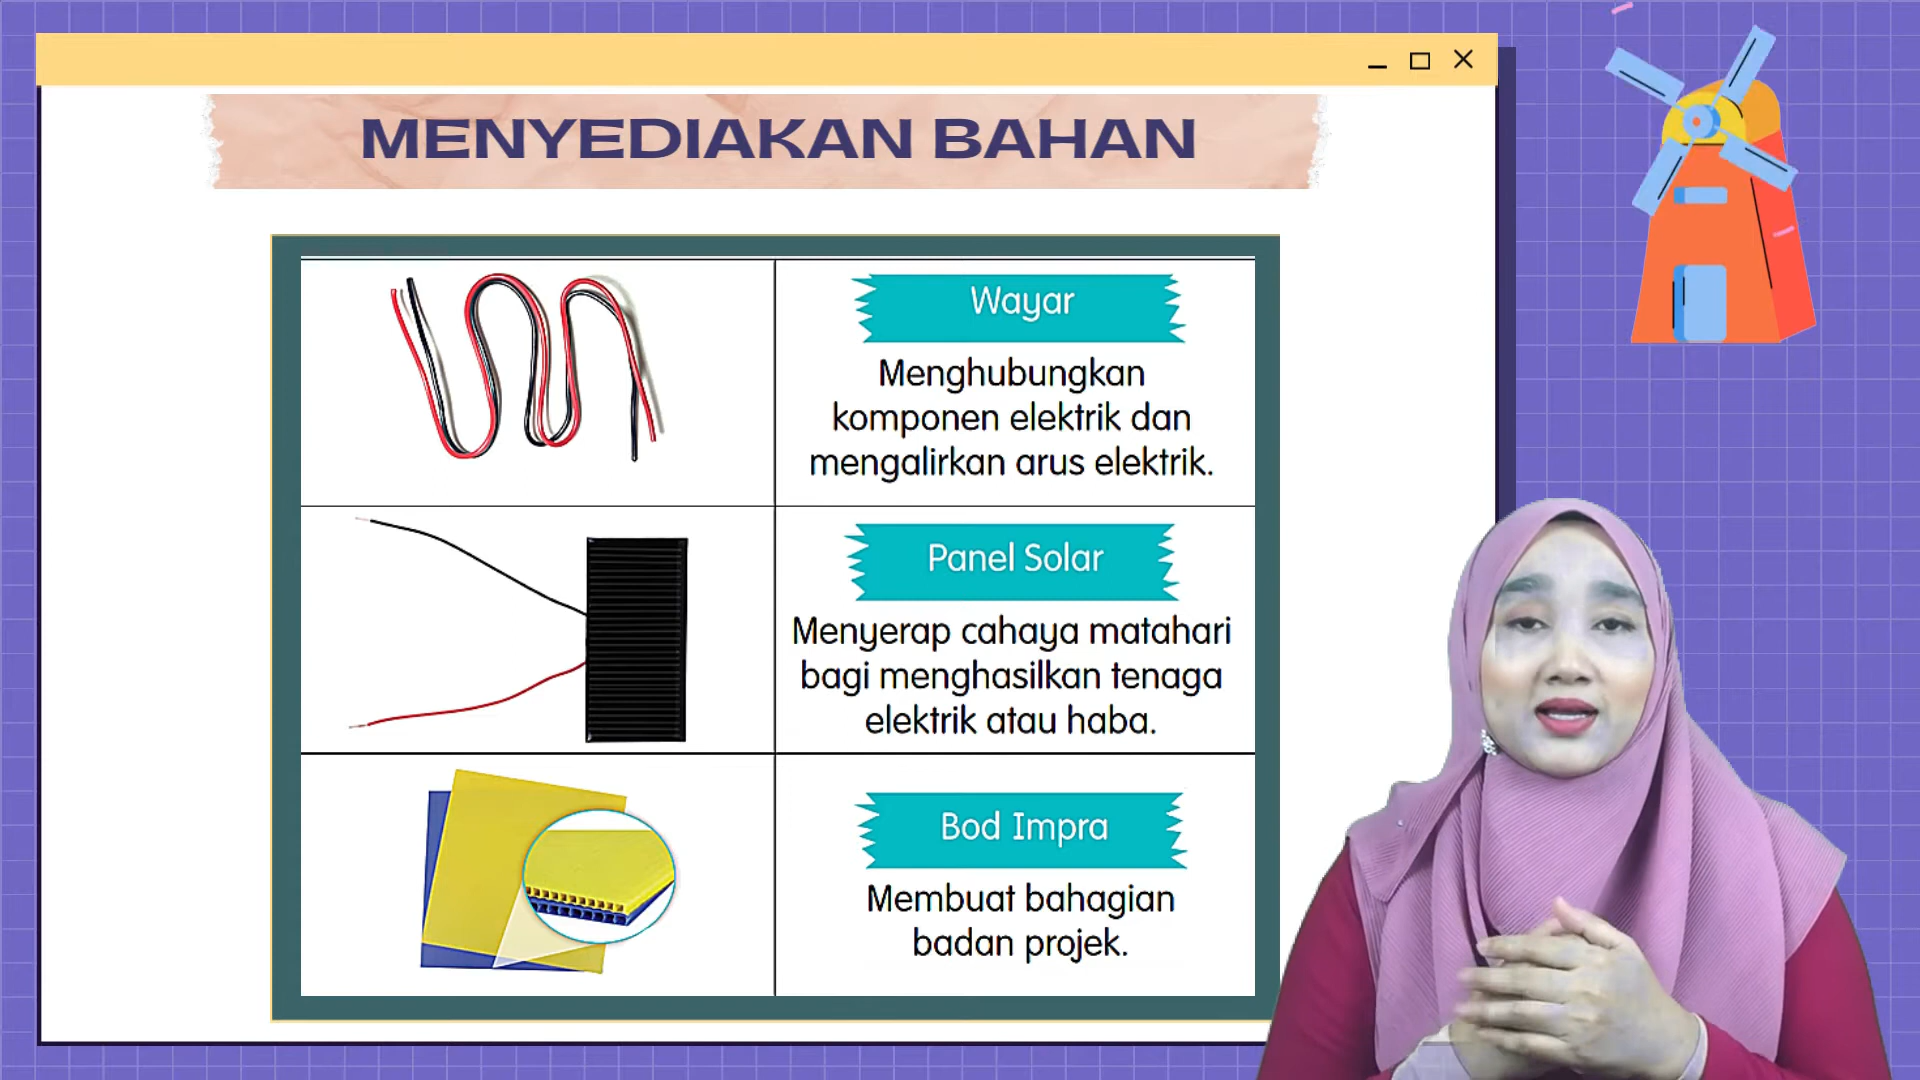 MENYEDIAKAN BAHAN
Wayar
Menghubungkan
komponen elektrik dan
mengalirkan arus elektrik.
Panel Solar
Menyerap cahaya matahari
bagi menghasilkan tenaga
elektrik atau haba.
Bod Impra
Membuat bahagian
badan projek.